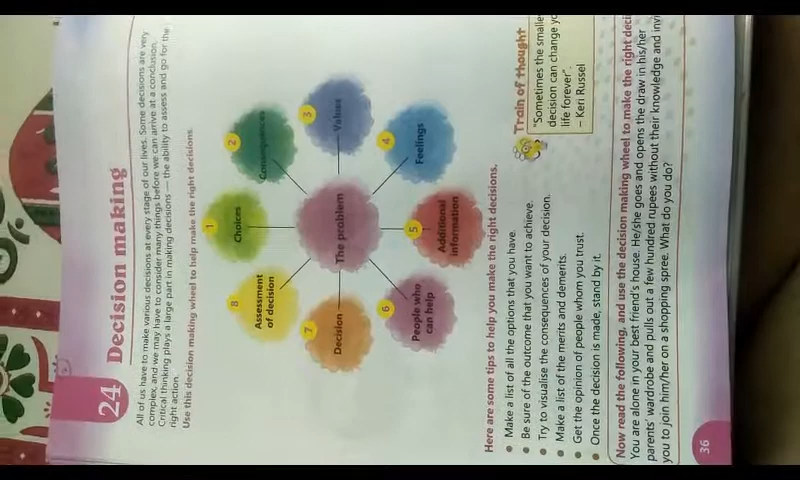 24 Decision making
All of us have to make various decisions at every stage of our lives. Some decisions are very
complex, and we may have to consider many things before we can arrive at a conclusion.
Critical thinking plays a large part in making decisions — the ability to assess and go for the
right action.
Use this decision making wheel to help make the right decisions.
The problem
1
Choices
2
Consequences
3
Values
4
Feelings
5
Additional
information
6
People who
can help
7
Decision
8
Assessment
of decision
Here are some tips to help you make the right decisions.
Make a list of all the options that you have.
Be sure of the outcome that you want to achieve.
Try to visualise the consequences of your decision.
Make a list of the merits and demerits.
Get the opinion of people whom you trust.
Once the decision is made, stand by it.
Train of thought
"Sometimes the smalles
decision can change yo
life forever".
– Keri Russel
Now read the following, and use the decision making wheel to make the right deci
You are alone in your best friend's house. He/she goes and opens the draw in his/her
parents' wardrobe and pulls out a few hundred rupees without their knowledge and invi
you to join him/her on a shopping spree. What do you do?
36